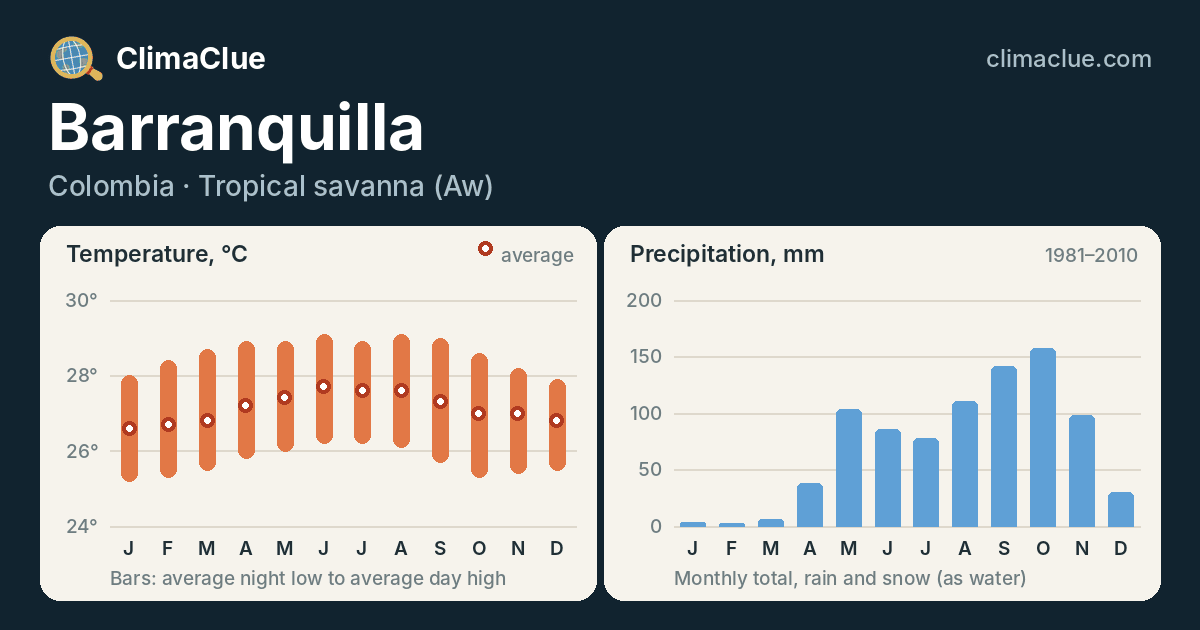 ClimaClue
climaclue.com
Barranquilla
Colombia · Tropical savanna (Aw)
Temperature, °C
average
30°
28°
26°
24°
J F M A M J J A S O N D
Bars: average night low to average day high
Precipitation, mm
1981–2010
200
150
100
50
0
J F M A M J J A S O N D
Monthly total, rain and snow (as water)